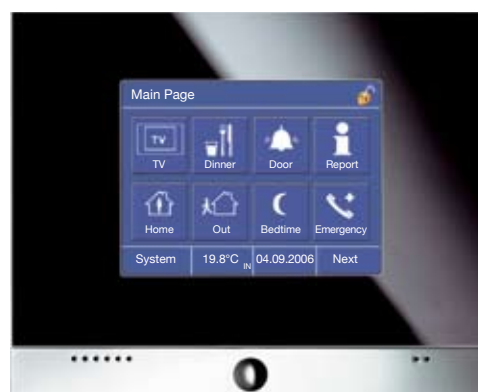 Main Page
TV
TV Dinner Door Report
Home Out Bedtime Emergency
System 19.8°C IN 04.09.2006 Next